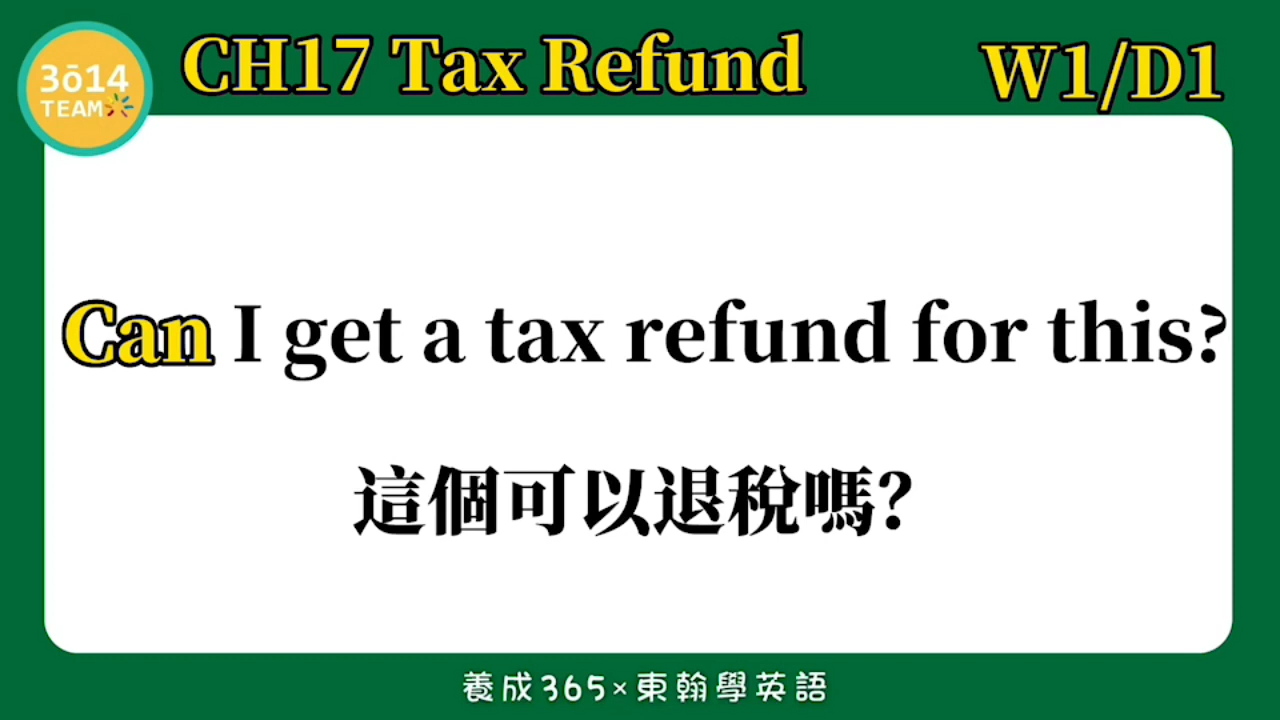 3ō14
TEAM
CH17 Tax Refund
W1/D1
Can I get a tax refund for this?
這個可以退稅嗎？
養成365×東翰學英語